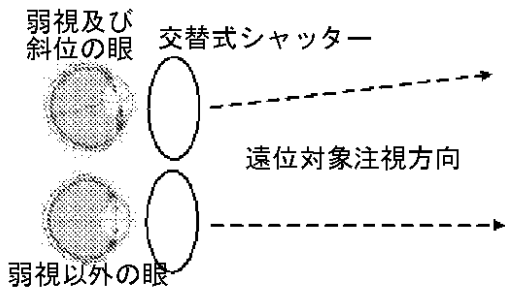 弱視及び
斜位の眼
交替式シャッター
遠位対象注視方向
弱視以外の眼